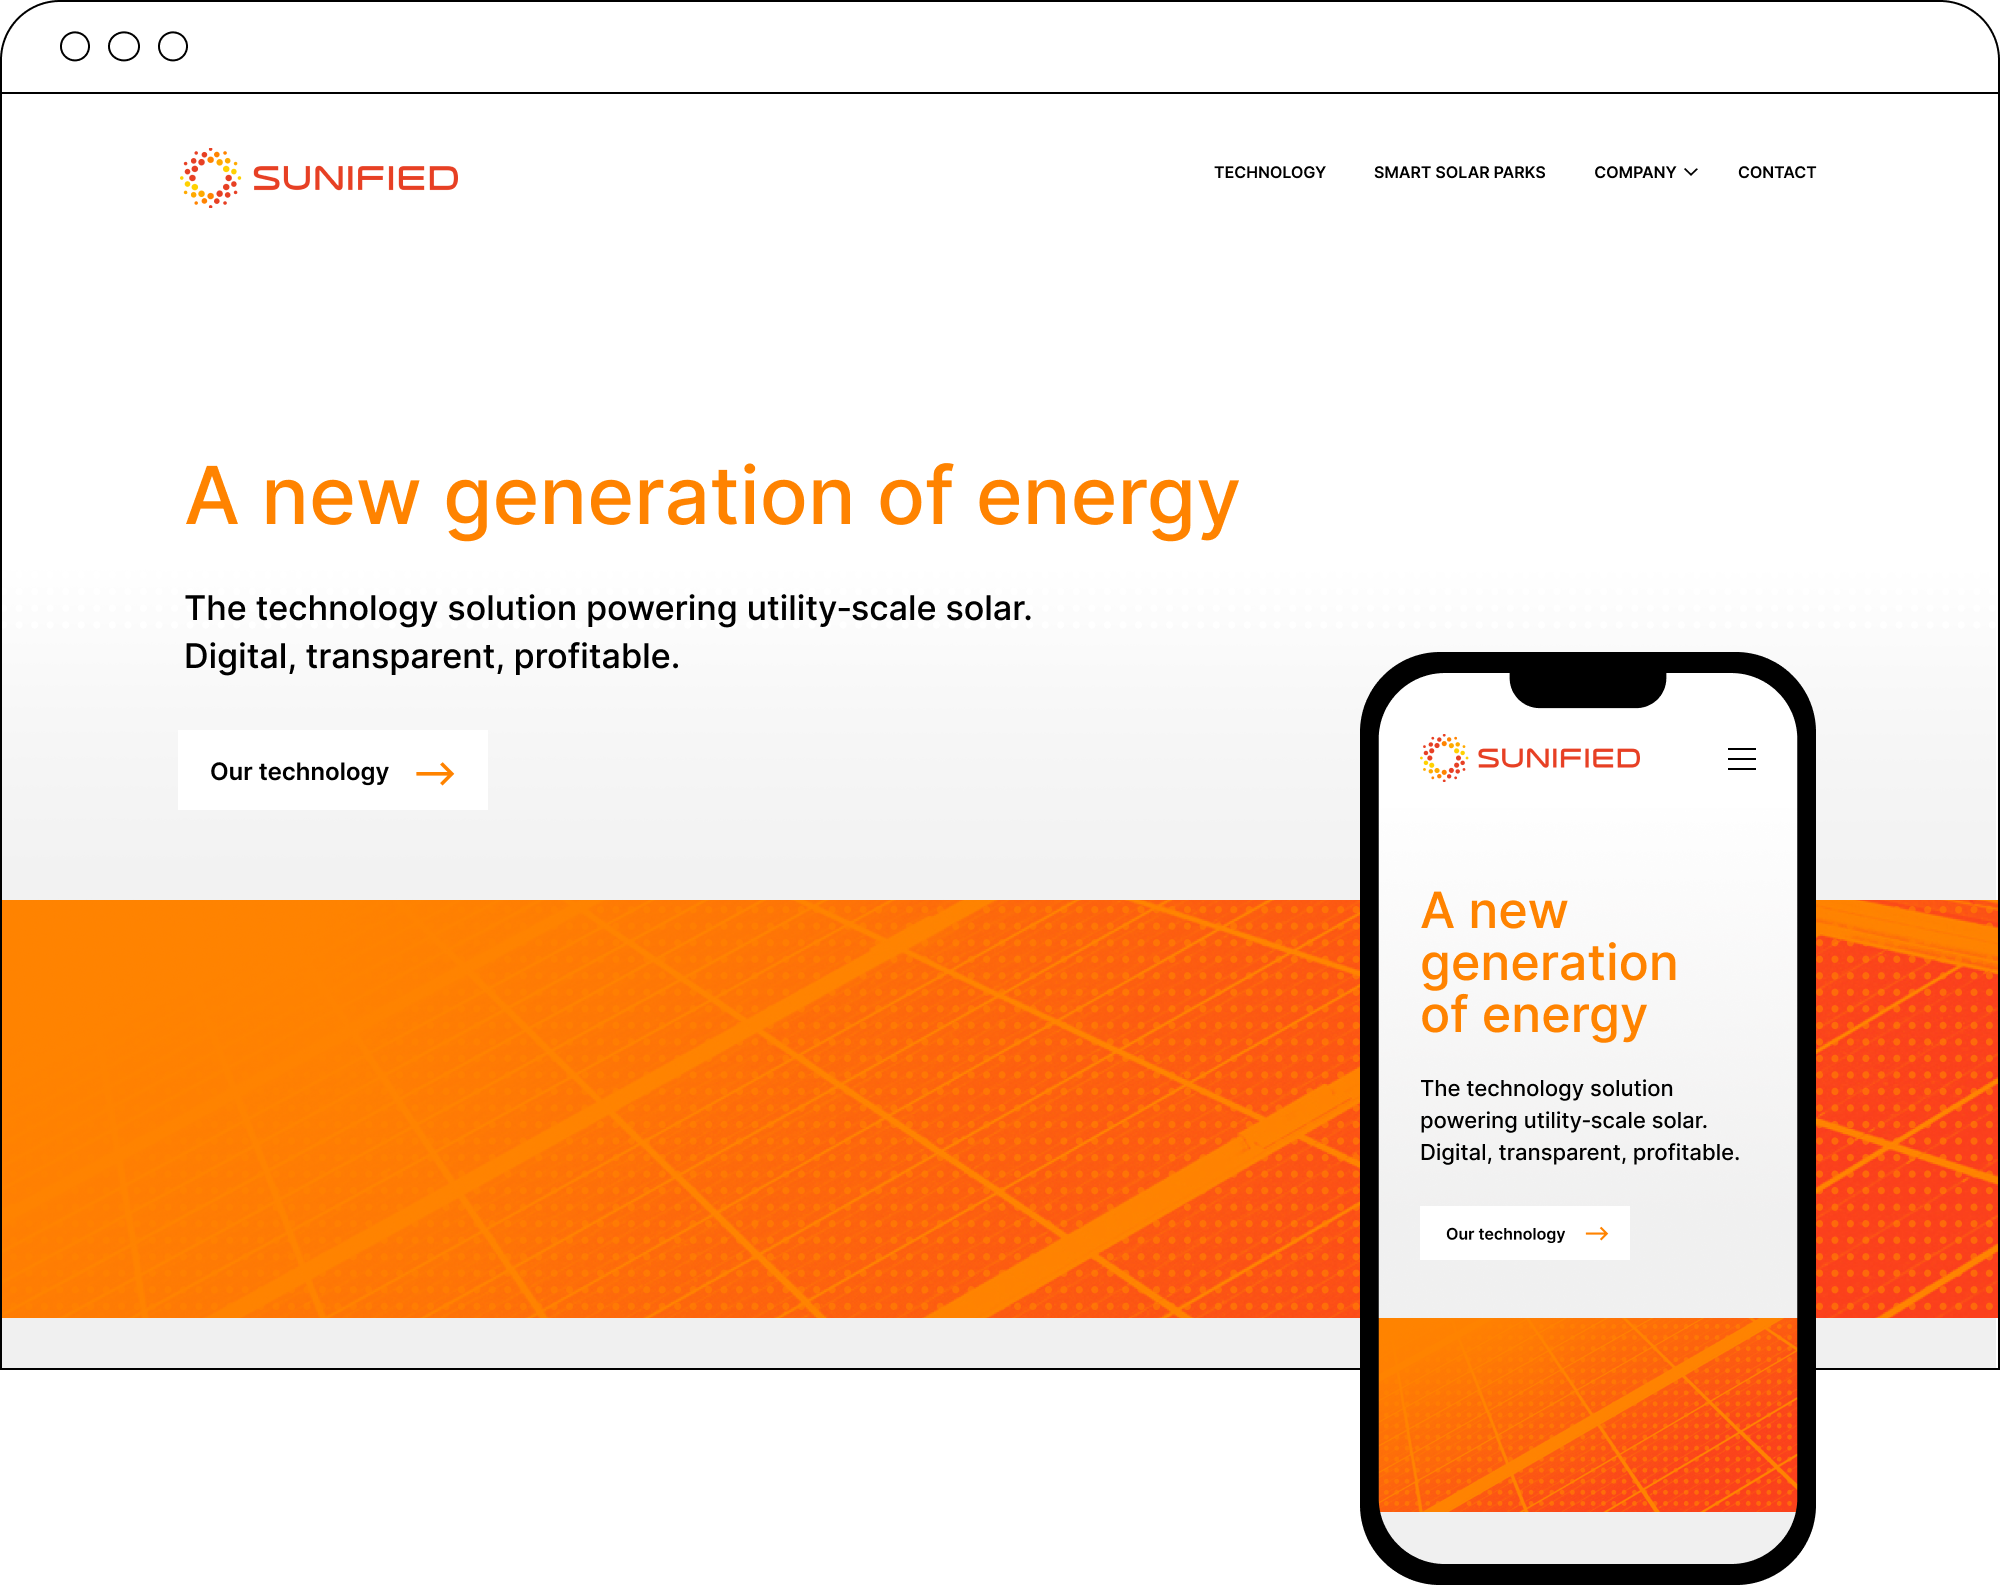 SUNIFIED
TECHNOLOGY SMART SOLAR PARKS COMPANY CONTACT
A new generation of energy
The technology solution powering utility-scale solar.
Digital, transparent, profitable.
Our technology
SUNIFIED
A new
generation
of energy
The technology solution
powering utility-scale solar.
Digital, transparent, profitable.
Our technology